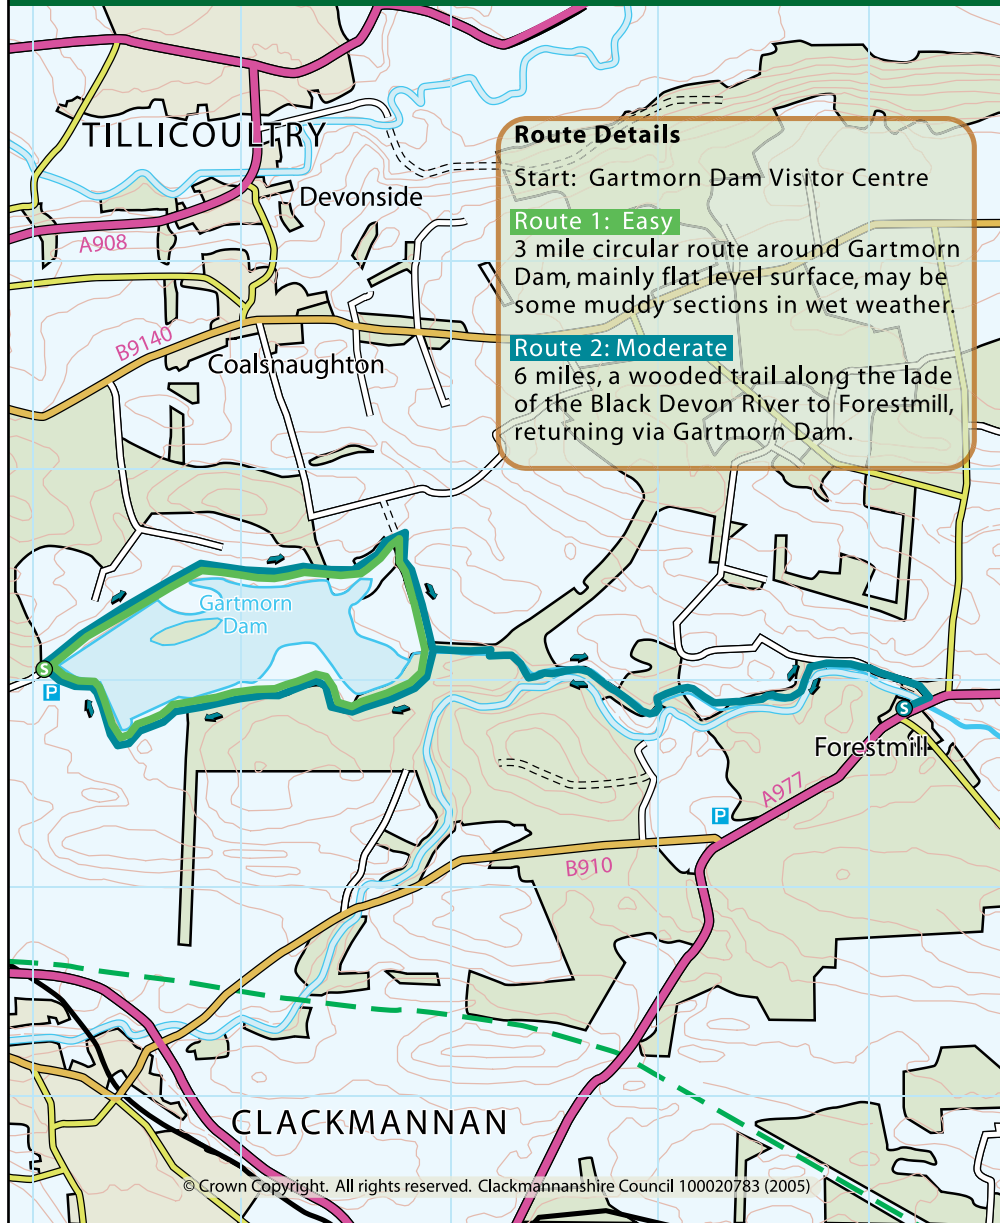 TILLICOULTRY
Devonside
A908
B9140
Coalsnaughton
Route Details
Start: Gartmorn Dam Visitor Centre
Route 1: Easy
3 mile circular route around Gartmorn
Dam, mainly flat level surface, may be
some muddy sections in wet weather.
Route 2: Moderate
6 miles, a wooded trail along the lade
of the Black Devon River to Forestmill,
returning via Gartmorn Dam.
Gartmorn
Dam
S
P
S
Forestmill
A977
P
B910
CLACKMANNAN
© Crown Copyright. All rights reserved. Clackmannanshire Council 100020783 (2005)